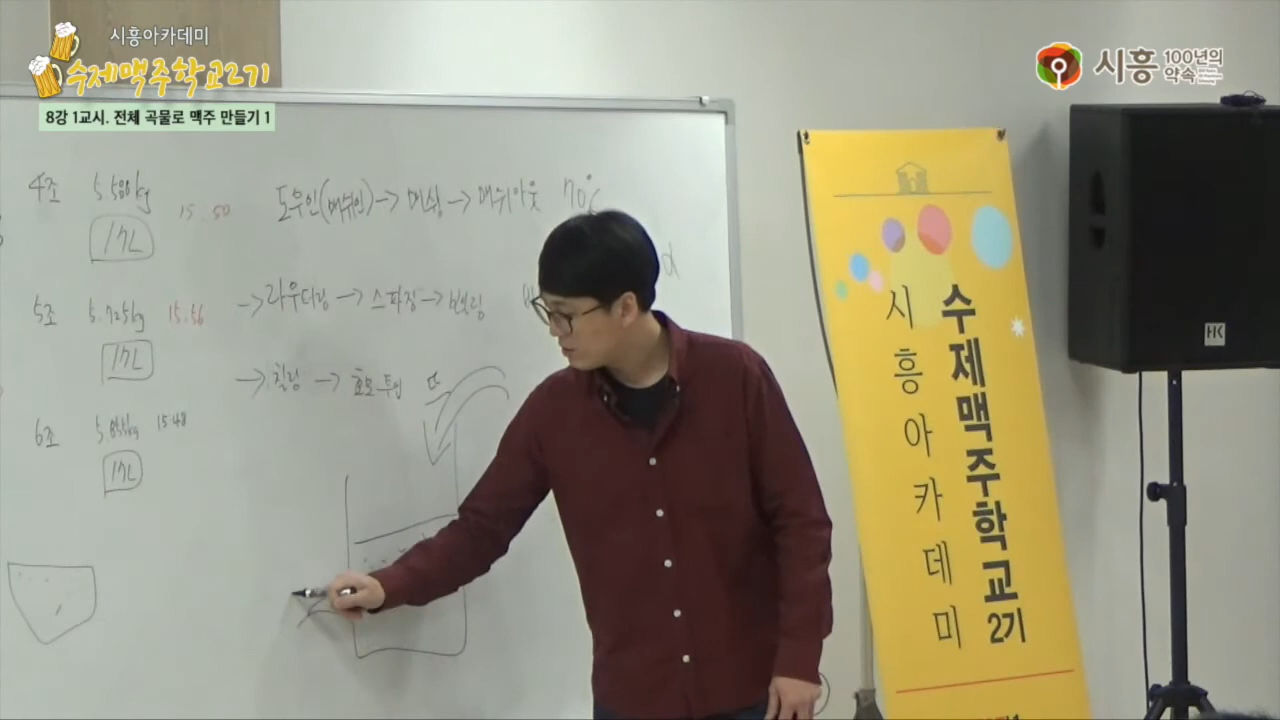 시흥아카데미
수제맥주학교2기
8강 1교시. 전체 곡물로 맥주 만들기 1
시흥 100년의 약속
4조 5.580kg 15.50
17L
5조 5.725kg 15.56
17L
6조 5.855kg 15.48
17L
도우인(매쉬인)→매싱→매쉬아웃 70℃
→라우터링→스파징→보일링
→칠링→효모투입
α
HK
시흥아카데미
수제맥주학교2기